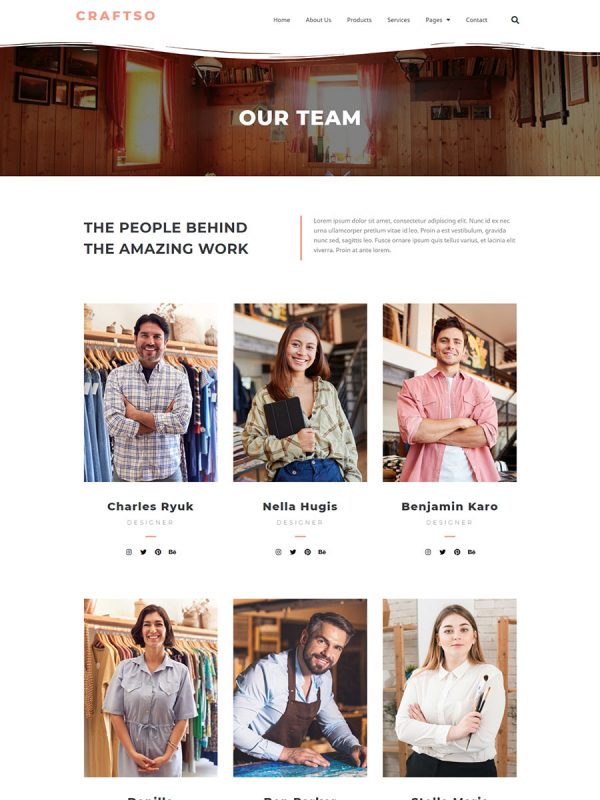 CRAFTSO
Home About Us Products Services Pages Contact
OUR TEAM
THE PEOPLE BEHIND
THE AMAZING WORK
Lorem ipsum dolor sit amet, consectetur adipiscing elit. Nunc id ex nec
urna ullamcorper pretium vitae id leo. Proin a est vestibulum, gravida
nunc sed, sagittis leo. Fusce ornare ipsum quis tellus varius, et lacinia elit
viverra. Proin at ante lorem.
Charles Ryuk
DESIGNER
Bē
Nella Hugis
DESIGNER
Bē
Benjamin Karo
DESIGNER
Bē